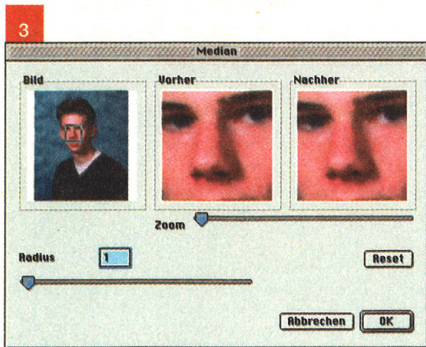 3
Median
Bild Vorher Nachher
Zoom
Radius 1 Reset
Abbrechen OK